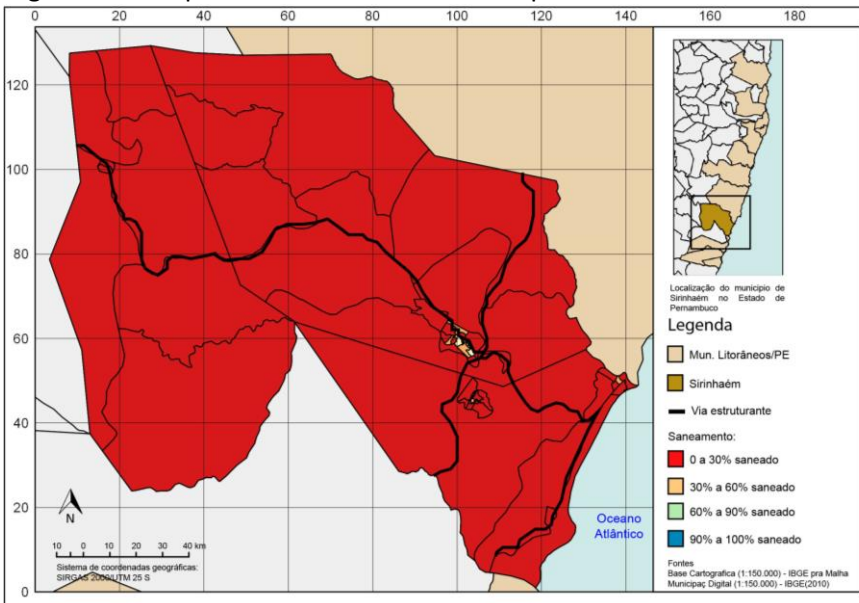 0 20 40 60 80 100 120 140 160 180
120
100
80
60
40
20
0
N
10 0 10 20 30 40 km
Sistema de coordenadas geográficas:
SIRGAS 2000/UTM 25 S
Oceano
Atlântico
Localização do municipio de
Sirinhaém no Estado de
Pernambuco
Legenda
Mun. Litorâneos/PE
Sirinhaém
Via estruturante
Saneamento:
0 a 30% saneado
30% a 60% saneado
60% a 90% saneado
90% a 100% saneado
Fontes
Base Cartografica (1:150.000) - IBGE pra Malha
Municipaç Digital (1:150.000) - IBGE(2010)